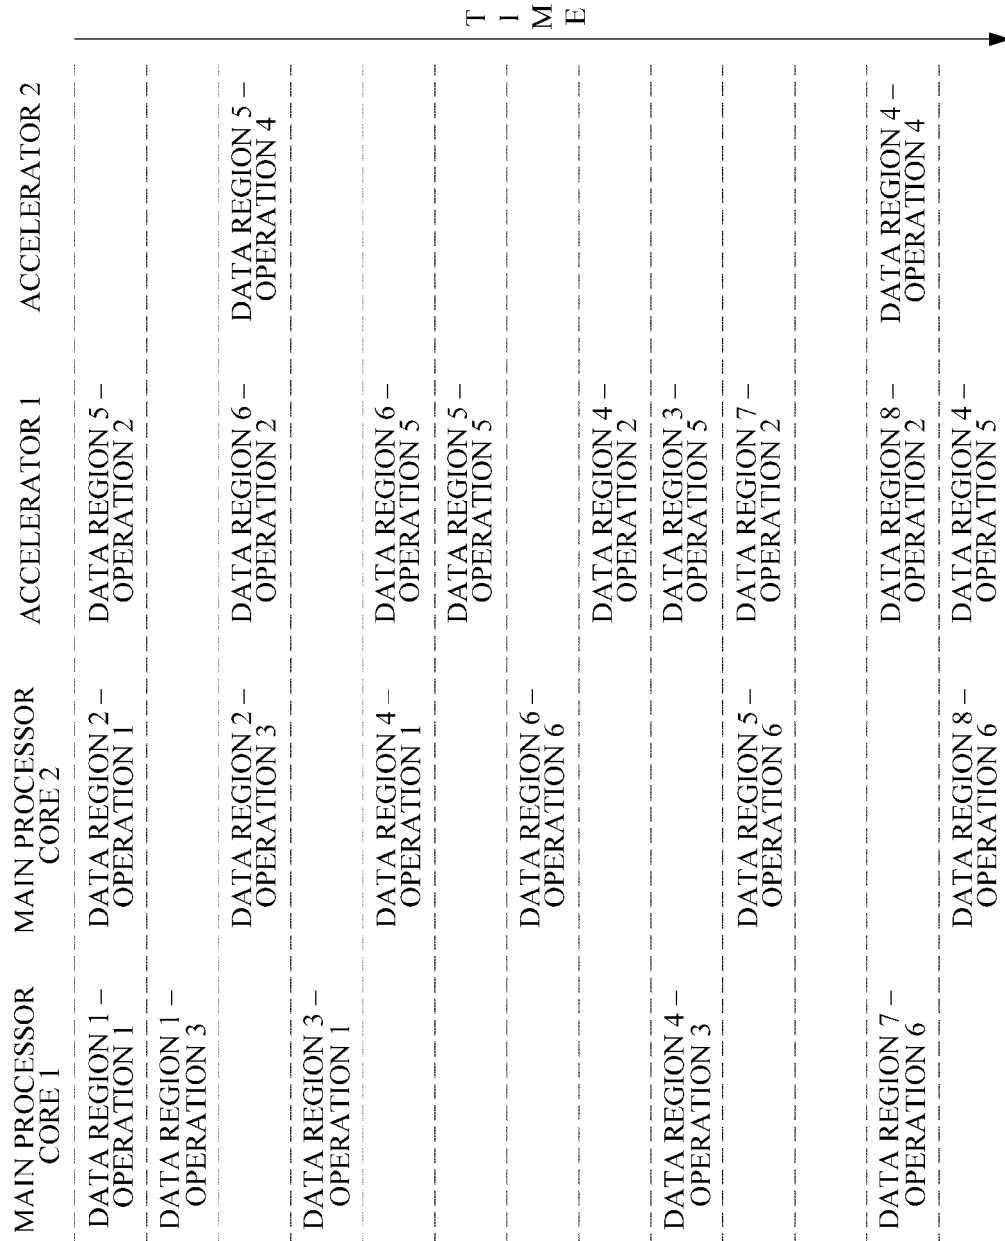 MAIN PROCESSOR
CORE 1
MAIN PROCESSOR
CORE 2
ACCELERATOR 1
ACCELERATOR 2
DATA REGION 1 –
OPERATION 1
DATA REGION 2 –
OPERATION 1
DATA REGION 5 –
OPERATION 2
DATA REGION 1 –
OPERATION 3
DATA REGION 2 –
OPERATION 3
DATA REGION 6 –
OPERATION 2
DATA REGION 5 –
OPERATION 4
DATA REGION 3 –
OPERATION 1
DATA REGION 4 –
OPERATION 1
DATA REGION 6 –
OPERATION 5
DATA REGION 5 –
OPERATION 5
DATA REGION 6 –
OPERATION 6
DATA REGION 4 –
OPERATION 2
DATA REGION 4 –
OPERATION 3
DATA REGION 3 –
OPERATION 5
DATA REGION 5 –
OPERATION 6
DATA REGION 7 –
OPERATION 2
DATA REGION 7 –
OPERATION 6
DATA REGION 8 –
OPERATION 2
DATA REGION 4 –
OPERATION 4
DATA REGION 8 –
OPERATION 6
DATA REGION 4 –
OPERATION 5
TIME